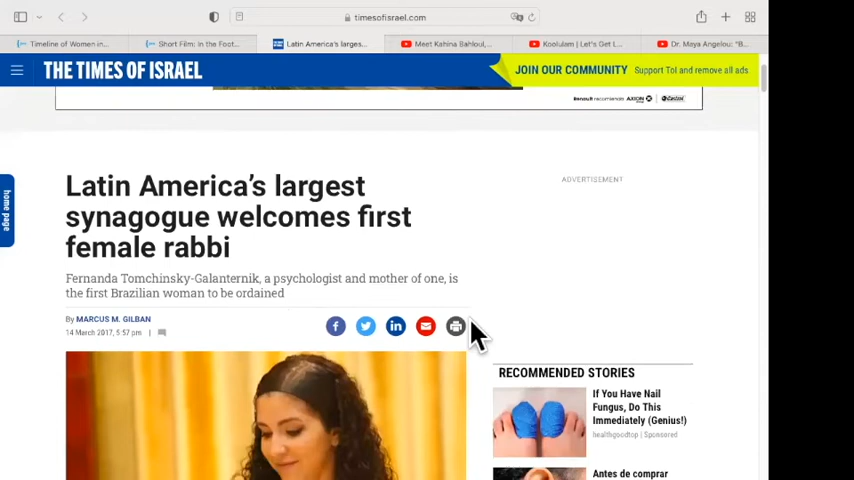 timesofisrael.com
Timeline of Women in...
Short Film: In the Foot...
Latin America's larges...
Meet Kahina Bahloul,...
Koolulam | Let's Get L...
Dr. Maya Angelou: "B...
THE TIMES OF ISRAEL
JOIN OUR COMMUNITY Support ToI and remove all ads
Renault recomienda AXION Castrol
home page
ADVERTISEMENT
Latin America's largest
synagogue welcomes first
female rabbi
Fernanda Tomchinsky-Galanternik, a psychologist and mother of one, is
the first Brazilian woman to be ordained
By MARCUS M. GILBAN
14 March 2017, 5:57 pm
RECOMMENDED STORIES
If You Have Nail
Fungus, Do This
Immediately (Genius!)
healthgoodtop | Sponsored
Antes de comprar